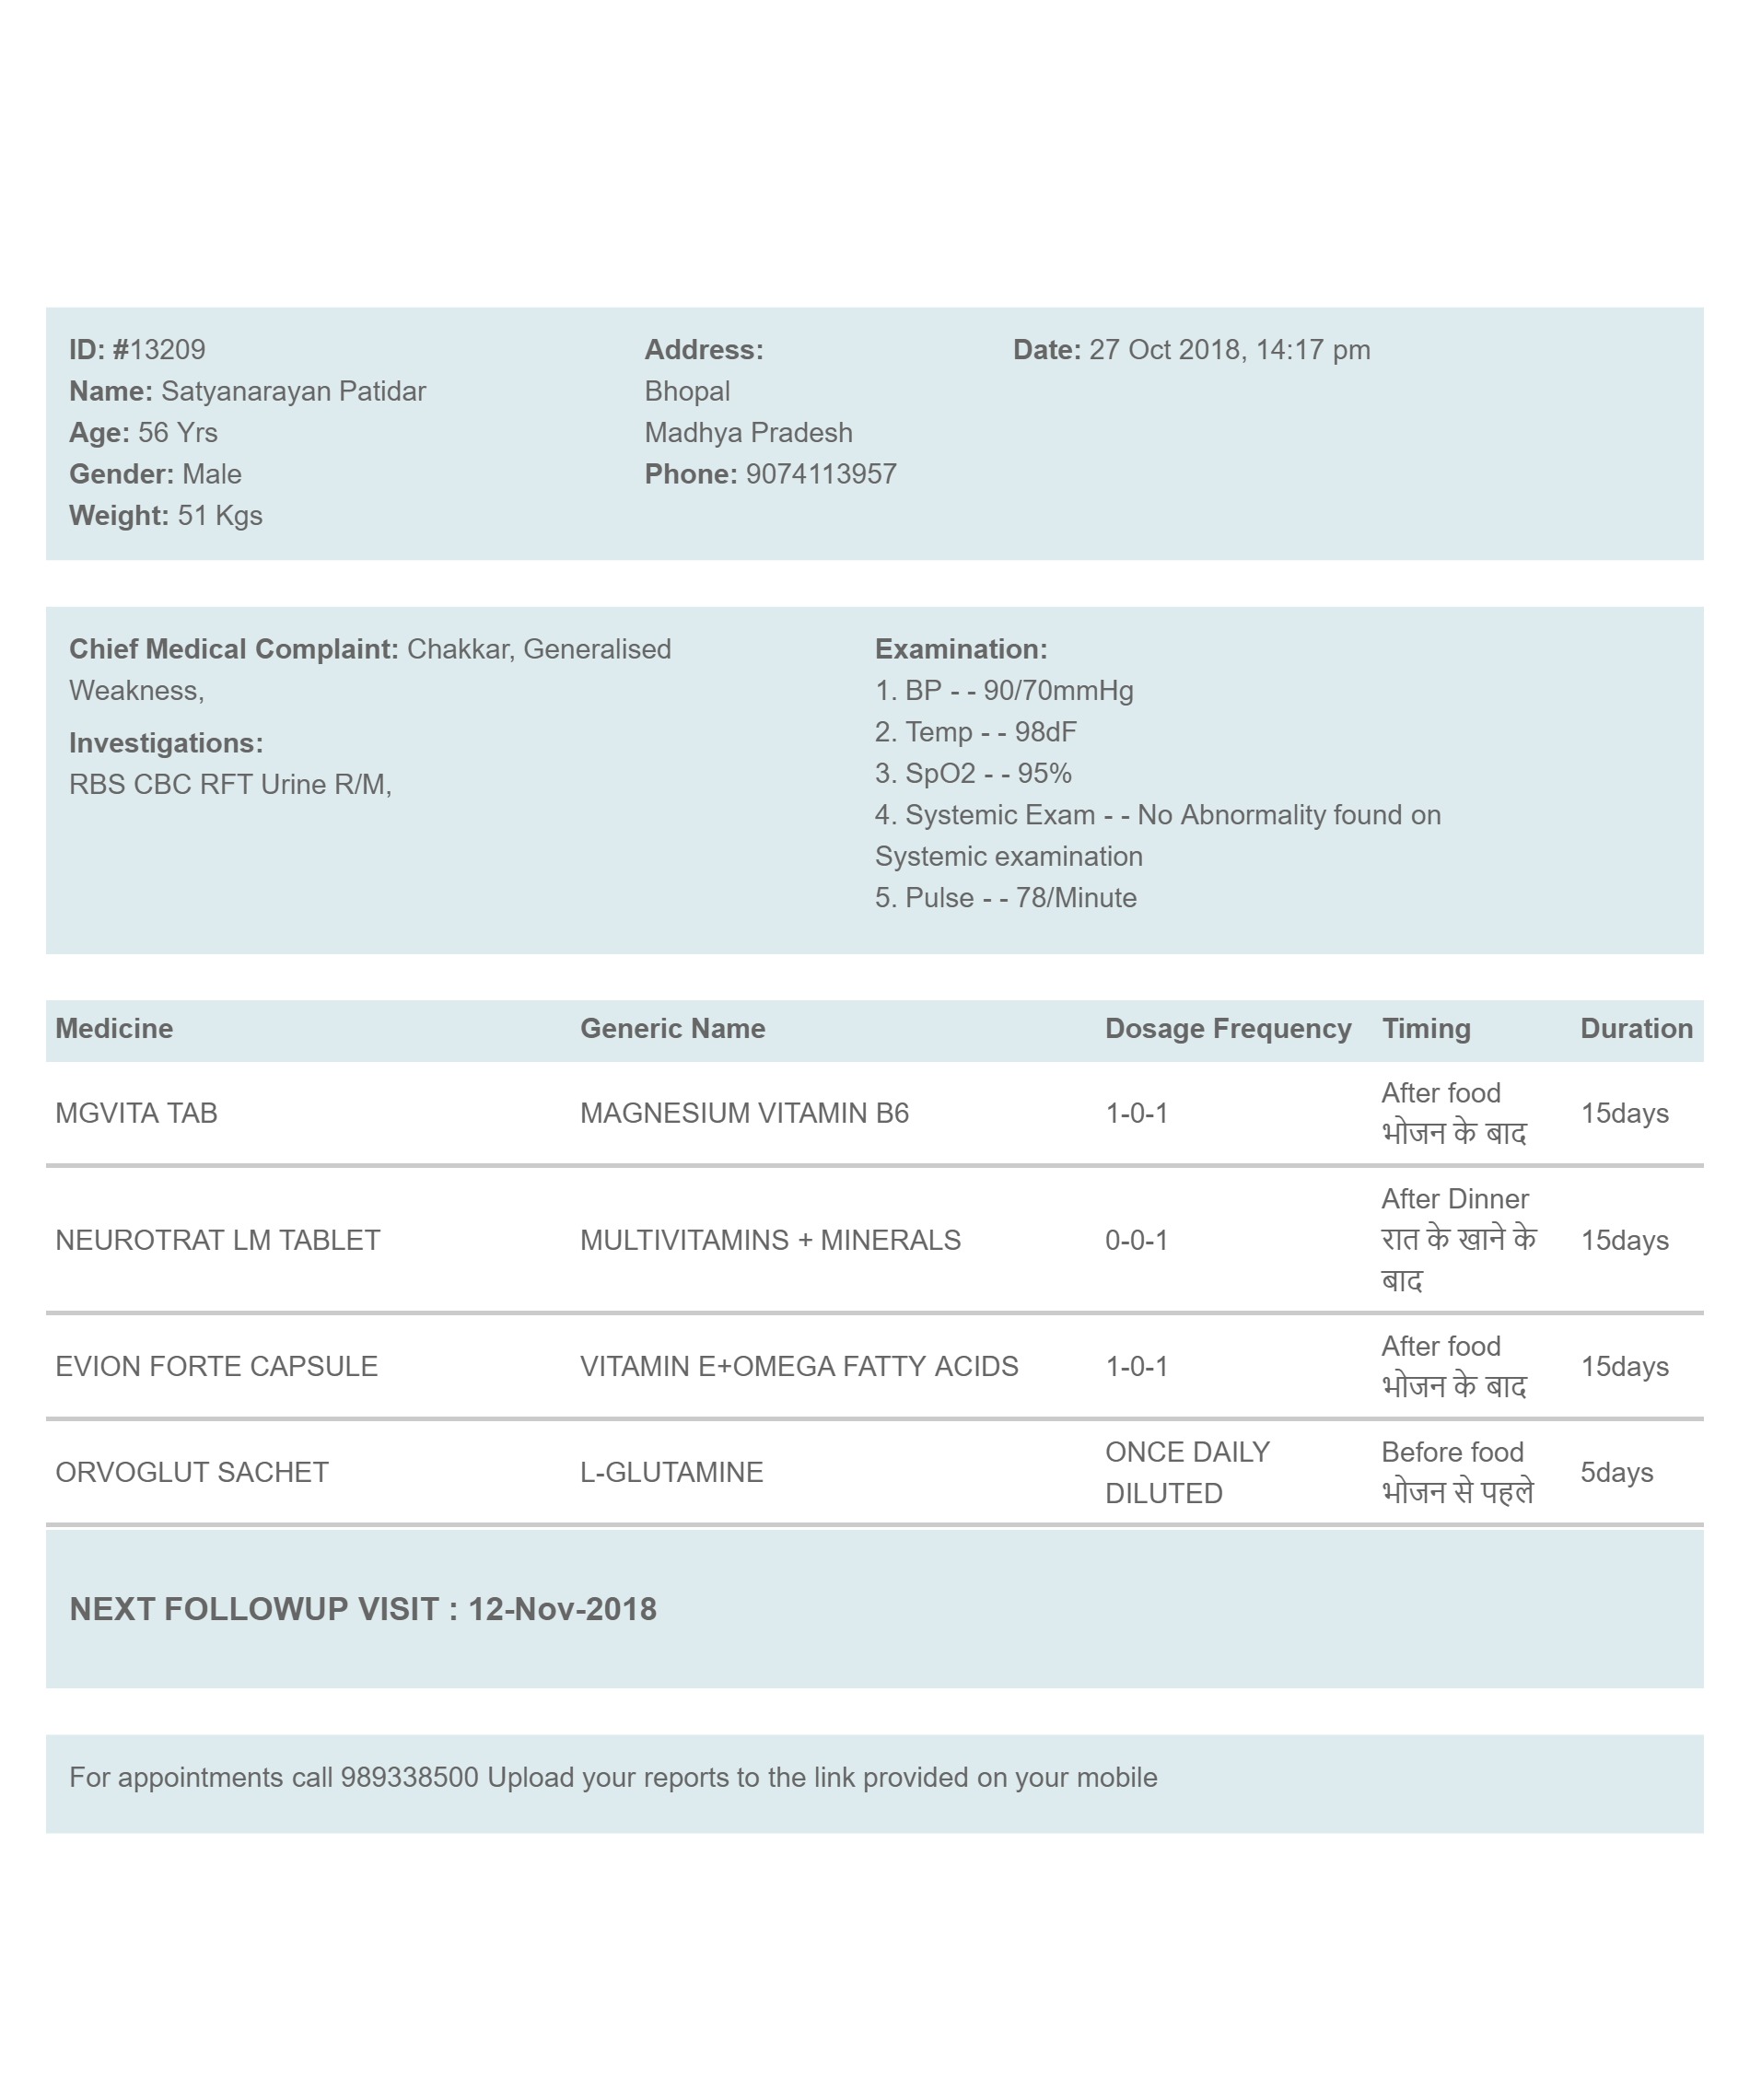 ID: #13209
Name: Satyanarayan Patidar
Age: 56 Yrs
Gender: Male
Weight: 51 Kgs
Address:
Bhopal
Madhya Pradesh
Phone: 9074113957
Date: 27 Oct 2018, 14:17 pm
Chief Medical Complaint: Chakkar, Generalised
Weakness,
Investigations:
RBS CBC RFT Urine R/M,
Examination:
1. BP - - 90/70mmHg
2. Temp - - 98dF
3. SpO2 - - 95%
4. Systemic Exam - - No Abnormality found on
Systemic examination
5. Pulse - - 78/Minute
Medicine Generic Name Dosage Frequency Timing Duration
MGVITA TAB MAGNESIUM VITAMIN B6 1-0-1 After food 15days
भोजन के बाद
NEUROTRAT LM TABLET MULTIVITAMINS + MINERALS 0-0-1 After Dinner 15days
रात के खाने के
बाद
EVION FORTE CAPSULE VITAMIN E+OMEGA FATTY ACIDS 1-0-1 After food 15days
भोजन के बाद
ORVOGLUT SACHET L-GLUTAMINE ONCE DAILY Before food 5days
DILUTED भोजन से पहले
NEXT FOLLOWUP VISIT : 12-Nov-2018
For appointments call 989338500 Upload your reports to the link provided on your mobile